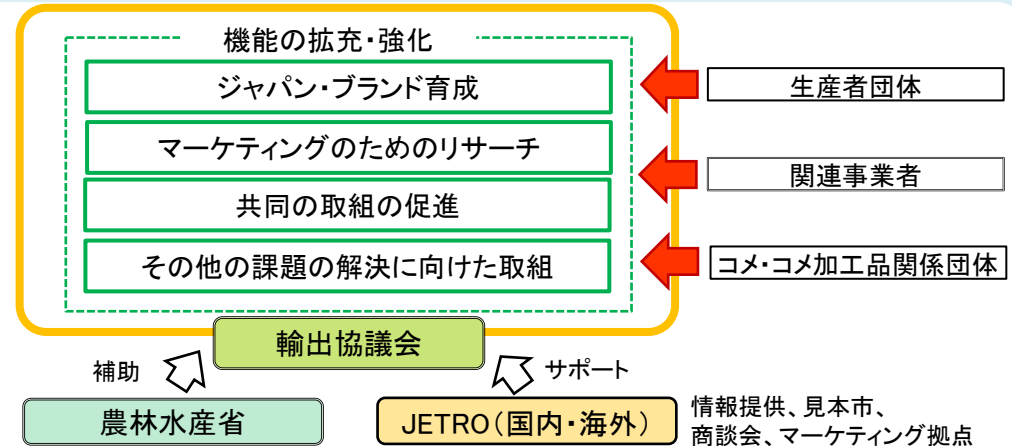 機能の拡充・強化
ジャパン・ブランド育成
マーケティングのためのリサーチ
共同の取組の促進
その他の課題の解決に向けた取組
生産者団体
関連事業者
コメ・コメ加工品関係団体
輸出協議会
補助
サポート
農林水産省
JETRO（国内・海外）
情報提供、見本市、
商談会、マーケティング拠点